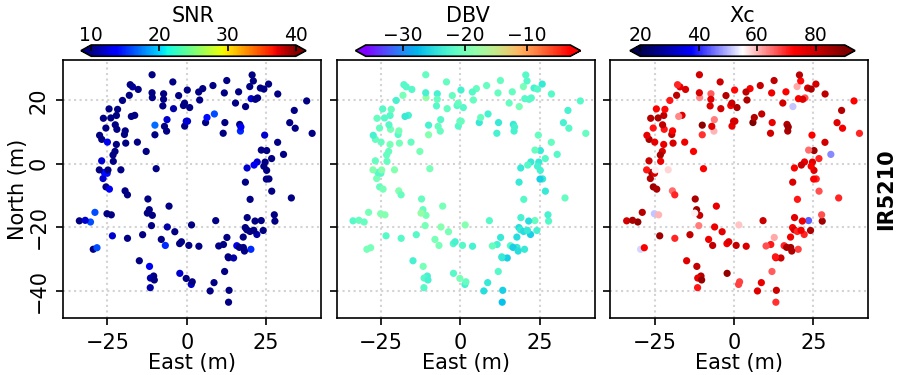 SNR DBV Xc
10 20 30 40 −30 −20 −10 20 40 60 80
North (m)
20
0
−20
−40
−25 0 25 −25 0 25 −25 0 25
East (m) East (m) East (m)
IR5210